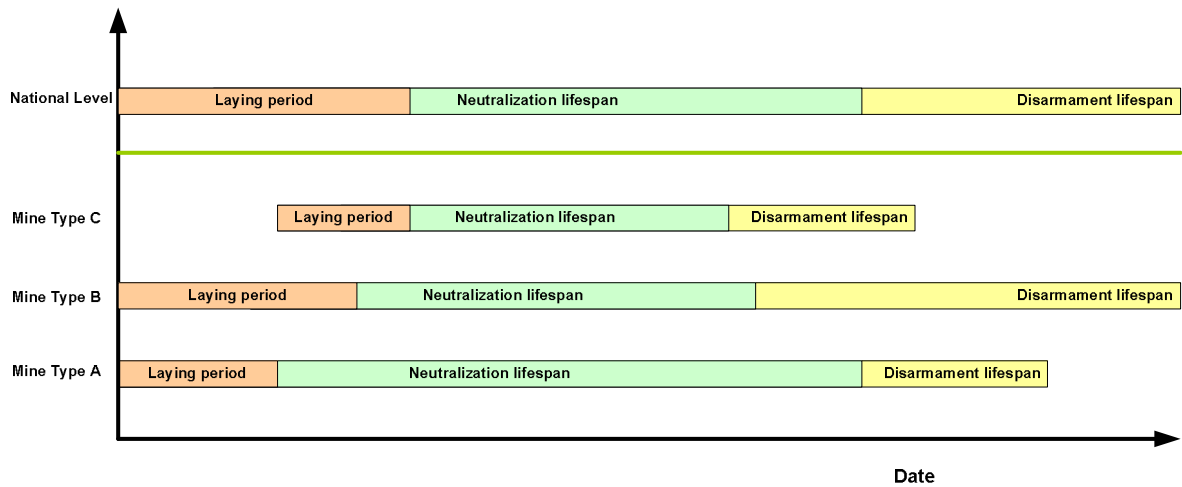 National Level Laying period Neutralization lifespan Disarmament lifespan
Mine Type C Laying period Neutralization lifespan Disarmament lifespan
Mine Type B Laying period Neutralization lifespan Disarmament lifespan
Mine Type A Laying period Neutralization lifespan Disarmament lifespan
Date